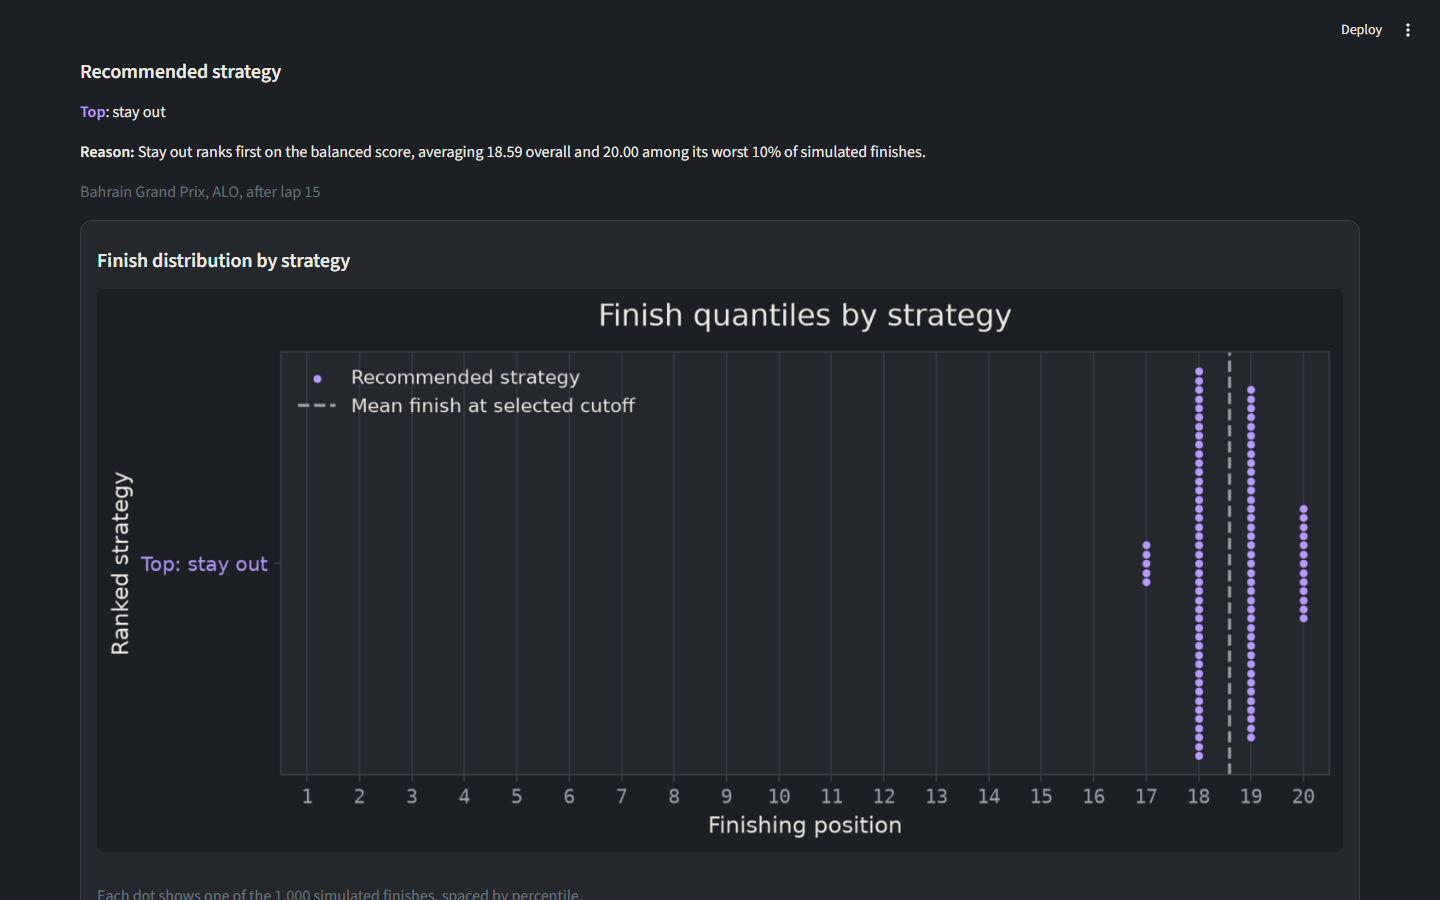 Deploy
Recommended strategy
Top: stay out
Reason: Stay out ranks first on the balanced score, averaging 18.59 overall and 20.00 among its worst 10% of simulated finishes.
Bahrain Grand Prix, ALO, after lap 15
Finish distribution by strategy
Finish quantiles by strategy
Recommended strategy
Mean finish at selected cutoff
Ranked strategy
Top: stay out
1 2 3 4 5 6 7 8 9 10 11 12 13 14 15 16 17 18 19 20
Finishing position
Each dot shows one of the 1,000 simulated finishes, spaced by percentile.